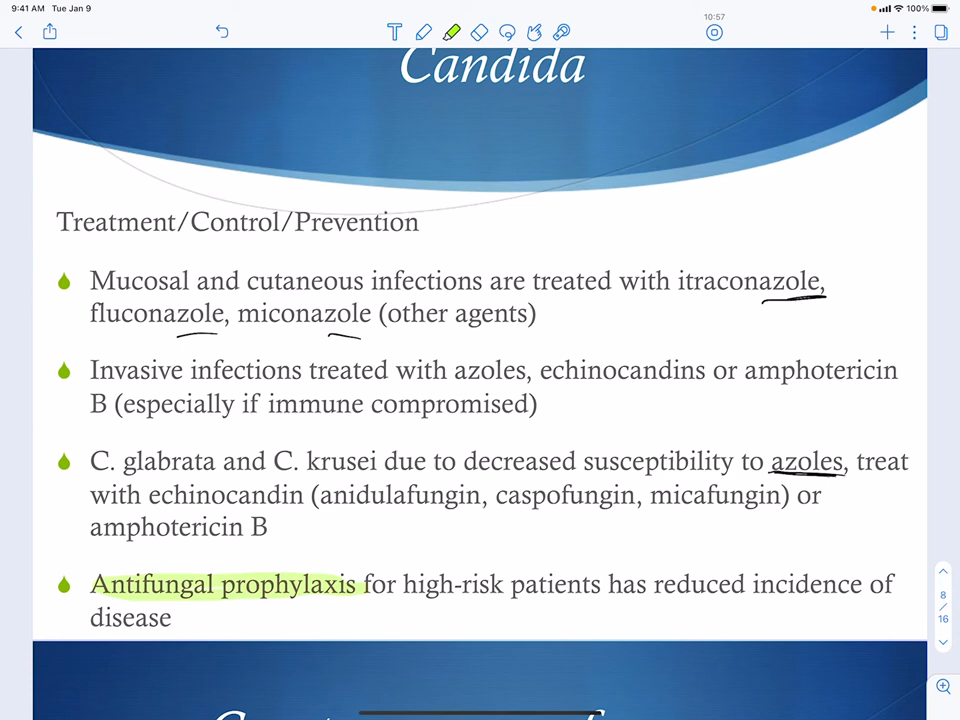 9:41 AM Tue Jan 9
100%
10:57
Candida
Treatment/Control/Prevention
Mucosal and cutaneous infections are treated with itraconazole,
fluconazole, miconazole (other agents)
Invasive infections treated with azoles, echinocandins or amphotericin
B (especially if immune compromised)
C. glabrata and C. krusei due to decreased susceptibility to azoles, treat
with echinocandin (anidulafungin, caspofungin, micafungin) or
amphotericin B
Antifungal prophylaxis for high-risk patients has reduced incidence of
disease
8
/
16